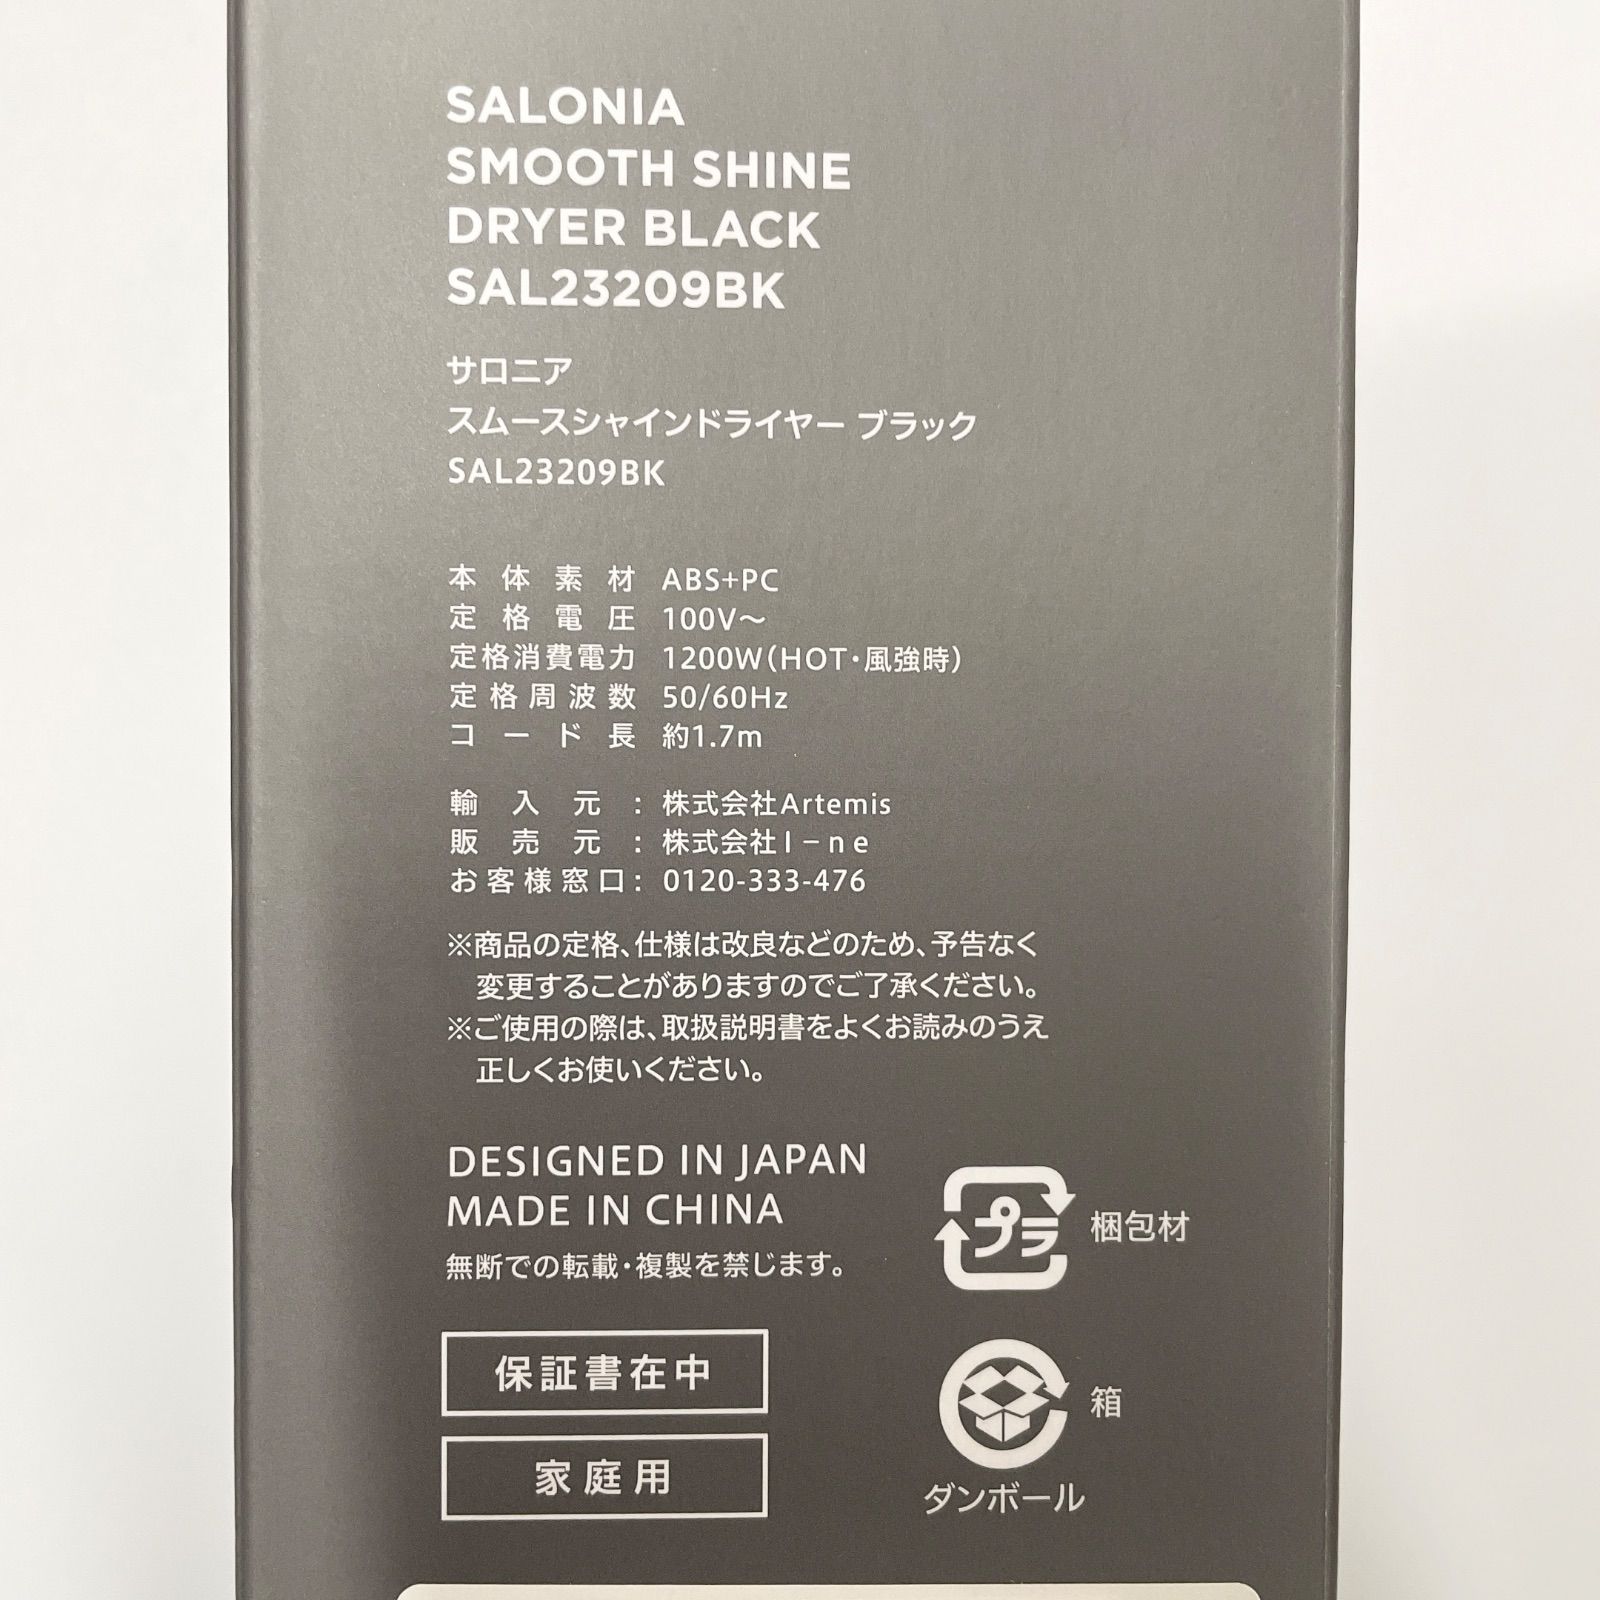 SALONIA
SMOOTH SHINE
DRYER BLACK
SAL23209BK
サロニア
スムースシャインドライヤー ブラック
SAL23209BK
本体素材 ABS+PC
定格電圧 100V〜
定格消費電力 1200W(HOT・風強時)
定格周波数 50/60Hz
コード長 約1.7m
輸入元：株式会社Artemis
販売元：株式会社I－ne
お客様窓口：0120-333-476
※商品の定格、仕様は改良などのため、予告なく
変更することがありますのでご了承ください。
※ご使用の際は、取扱説明書をよくお読みのうえ
正しくお使いください。
DESIGNED IN JAPAN
MADE IN CHINA
無断での転載・複製を禁じます。
プラ 梱包材
保証書在中
箱
家庭用
ダンボール